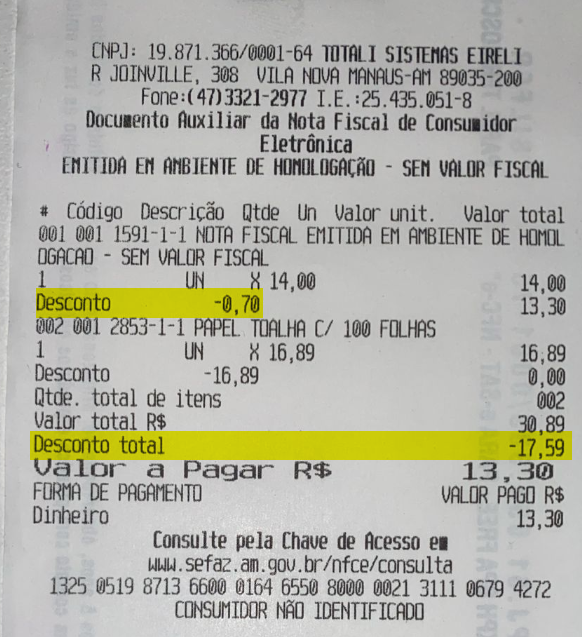 CNPJ: 19.871.366/0001-64 TOTALI SISTEMAS EIRELI
R JOINVILLE, 308 VILA NOVA MANAUS-AM 89035-200
Fone:(47)3321-2977 I.E.:25.435.051-8
Documento Auxiliar da Nota Fiscal de Consumidor
Eletrônica
EMITIDA EM AMBIENTE DE HOMOLOGAÇÃO - SEM VALOR FISCAL
# Código Descrição Qtde Un Valor unit. Valor total
001 001 1591-1-1 NOTA FISCAL EMITIDA EM AMBIENTE DE HOMOL
OGACAO - SEM VALOR FISCAL
1 UN X 14,00 14,00
Desconto -0,70 13,30
002 001 2853-1-1 PAPEL TOALHA C/ 100 FOLHAS
1 UN X 16,89 16,89
Desconto -16,89 0,00
Qtde. total de itens 002
Valor total R$ 30,89
Desconto total -17,59
Valor a Pagar R$ 13,30
FORMA DE PAGAMENTO VALOR PAGO R$
Dinheiro 13,30
Consulte pela Chave de Acesso em
www.sefaz.am.gov.br/nfce/consulta
1325 0519 8713 6600 0164 6550 8000 0021 3111 0679 4272
CONSUMIDOR NÃO IDENTIFICADO